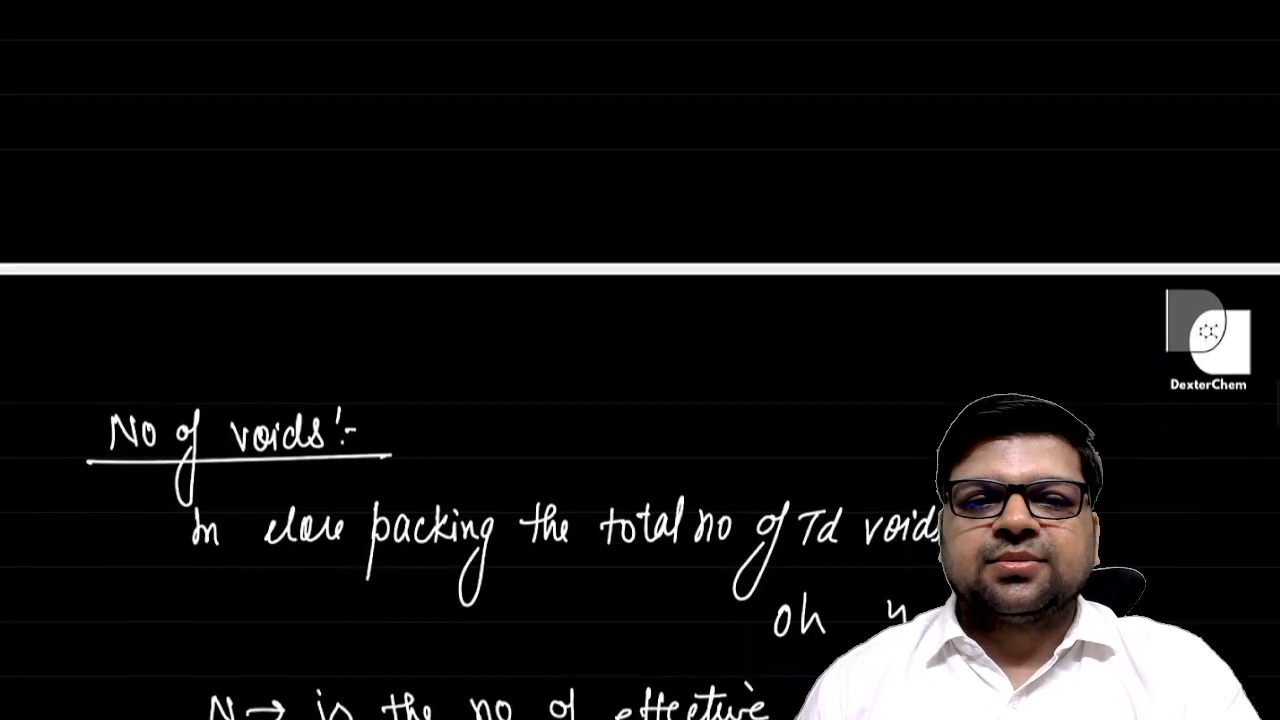 DexterChem
No of voids :-
In close packing the total no of Td voids
Oh "
N → is the no of effective